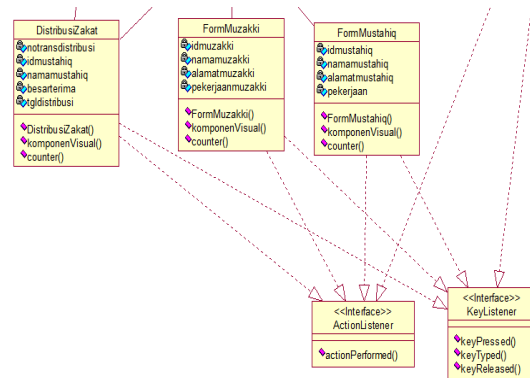 DistribusiZakat
notransdistribusi
idmustahiq
namamustahiq
besarterima
tgldistribusi
DistribusiZakat()
komponenVisual()
counter()
FormMuzakki
idmuzakki
namamuzakki
alamatmuzakki
pekerjaanmuzakki
FormMuzakki()
komponenVisual()
counter()
FormMustahiq
idmustahiq
namamustahiq
alamatmustahiq
pekerjaan
FormMustahiq()
komponenVisual()
counter()
<<Interface>>
ActionListener
actionPerformed()
<<Interface>>
KeyListener
keyPressed()
keyTyped()
keyReleased()